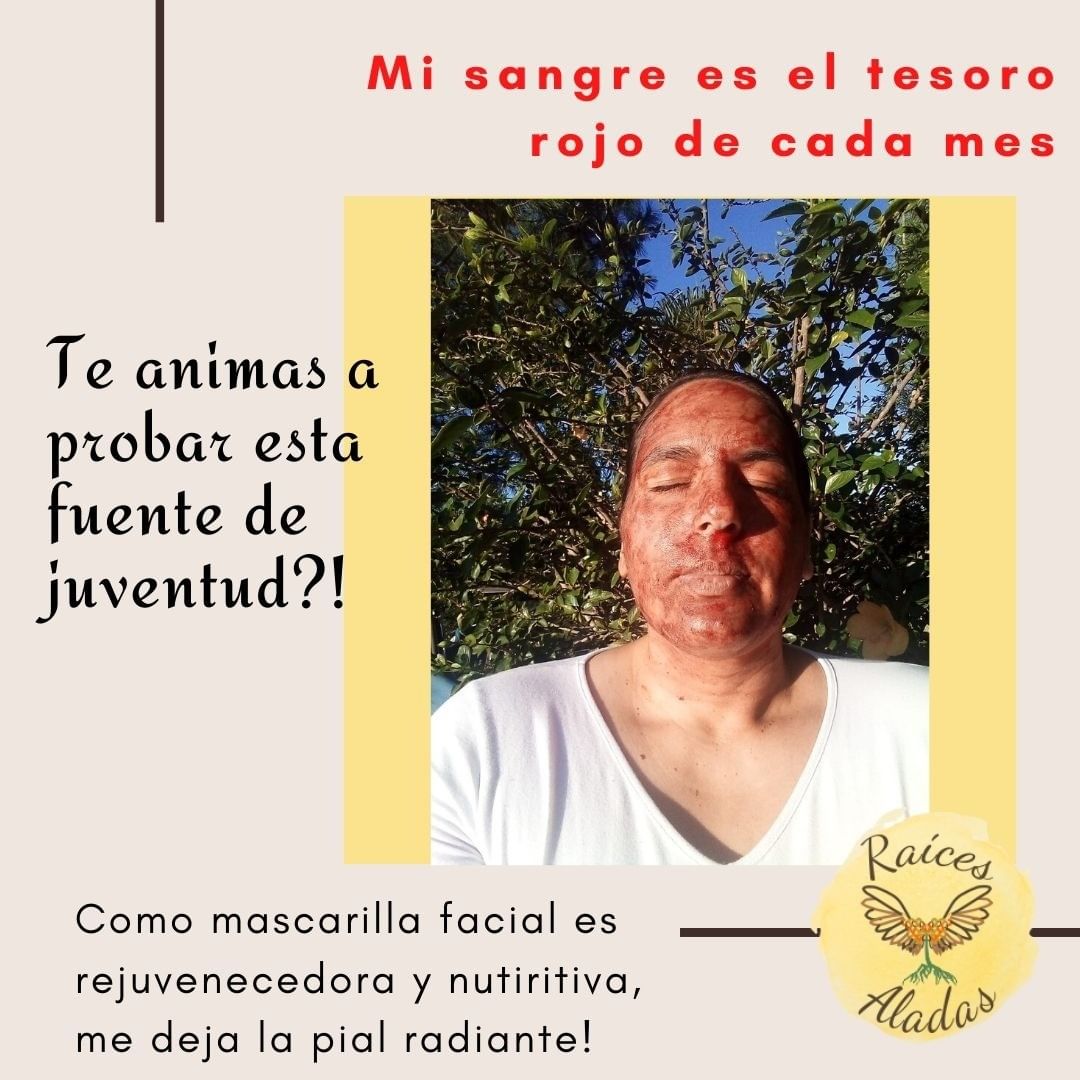 Mi sangre es el tesoro
rojo de cada mes
Te animas a
probar esta
fuente de
juventud?!
Como mascarilla facial es
rejuvenecedora y nutiritiva,
me deja la pial radiante!
Raíces
Aladas